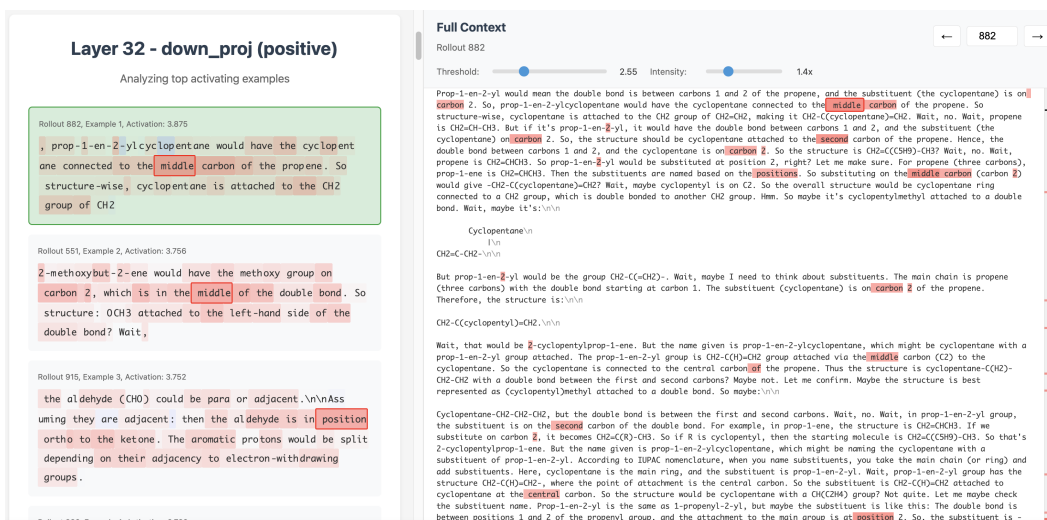 Layer 32 - down_proj (positive)
Analyzing top activating examples
Rollout 882, Example 1, Activation: 3.875
, prop-1-en-2-ylcyclopentane would have the cyclopent
ane connected to the middle carbon of the propene. So
structure-wise, cyclopentane is attached to the CH2
group of CH2
Rollout 551, Example 2, Activation: 3.756
2-methoxybut-2-ene would have the methoxy group on
carbon 2, which is in the middle of the double bond. So
structure: OCH3 attached to the left-hand side of the
double bond? Wait,
Rollout 915, Example 3, Activation: 3.752
the aldehyde (CHO) could be para or adjacent.\n\nAss
uming they are adjacent: then the aldehyde is in position
ortho to the ketone. The aromatic protons would be split
depending on their adjacency to electron-withdrawing
groups.
Full Context
Rollout 882
← 882 →
Threshold: 2.55 Intensity: 1.4x
Prop-1-en-2-yl would mean the double bond is between carbons 1 and 2 of the propene, and the substituent (the cyclopentane) is on
carbon 2. So, prop-1-en-2-ylcyclopentane would have the cyclopentane connected to the middle carbon of the propene. So
structure-wise, cyclopentane is attached to the CH2 group of CH2=CH2, making it CH2-C(cyclopentane)=CH2. Wait, no. Wait, propene
is CH2=CH-CH3. But if it's prop-1-en-2-yl, it would have the double bond between carbons 1 and 2, and the substituent (the
cyclopentane) on carbon 2. So, the structure should be cyclopentane attached to the second carbon of the propene. Hence, the
double bond between carbons 1 and 2, and the cyclopentane is on carbon 2. So the structure is CH2=C(C5H9)-CH3? Wait, no. Wait,
propene is CH2=CHCH3. So prop-1-en-2-yl would be substituted at position 2, right? Let me make sure. For propene (three carbons),
prop-1-ene is CH2=CHCH3. Then the substituents are named based on the positions. So substituting on the middle carbon (carbon 2)
would give -CH2-C(cyclopentane)=CH2? Wait, maybe cyclopentyl is on C2. So the overall structure would be cyclopentane ring
connected to a CH2 group, which is double bonded to another CH2 group. Hmm. So maybe it's cyclopentylmethyl attached to a double
bond. Wait, maybe it's:\n\n
Cyclopentane\n
|\n
CH2=C-CH2-\n\n
But prop-1-en-2-yl would be the group CH2-C(=CH2)-. Wait, maybe I need to think about substituents. The main chain is propene
(three carbons) with the double bond starting at carbon 1. The substituent (cyclopentane) is on carbon 2 of the propene.
Therefore, the structure is:\n\n
CH2-C(cyclopentyl)=CH2.\n\n
Wait, that would be 2-cyclopentylprop-1-ene. But the name given is prop-1-en-2-ylcyclopentane, which might be cyclopentane with a
prop-1-en-2-yl group attached. The prop-1-en-2-yl group is CH2-C(H)=CH2 group attached via the middle carbon (C2) to the
cyclopentane. So the cyclopentane is connected to the central carbon of the propene. Thus the structure is cyclopentane-C(H2)-
CH2-CH2 with a double bond between the first and second carbons? Maybe not. Let me confirm. Maybe the structure is best
represented as (cyclopentyl)methyl attached to a double bond. So maybe:\n\n
Cyclopentane-CH2-CH2-CH2, but the double bond is between the first and second carbons. Wait, no. Wait, in prop-1-en-2-yl group,
the substituent is on the second carbon of the double bond. For example, in prop-1-ene, the structure is CH2=CHCH3. If we
substitute on carbon 2, it becomes CH2=C(R)-CH3. So if R is cyclopentyl, then the starting molecule is CH2=C(C5H9)-CH3. So that's
2-cyclopentylprop-1-ene. But the name given is prop-1-en-2-ylcyclopentane, which might be naming the cyclopentane with a
substituent of prop-1-en-2-yl. According to IUPAC nomenclature, when you name substituents, you take the main chain (or ring) and
add substituents. Here, cyclopentane is the main ring, and the substituent is prop-1-en-2-yl. Wait, prop-1-en-2-yl group has the
structure CH2-C(H)=CH2-, where the point of attachment is the central carbon. So the substituent is CH2-C(H)=CH2 attached to
cyclopentane at the central carbon. So the structure would be cyclopentane with a CH(CZH4) group? Not quite. Let me maybe check
the substituent name. Prop-1-en-2-yl is the same as 1-propenyl-2-yl, but maybe the substituent is like this: The double bond is
between positions 1 and 2 of the propenyl group, and the attachment to the main group is at position 2. So, the substituent is -